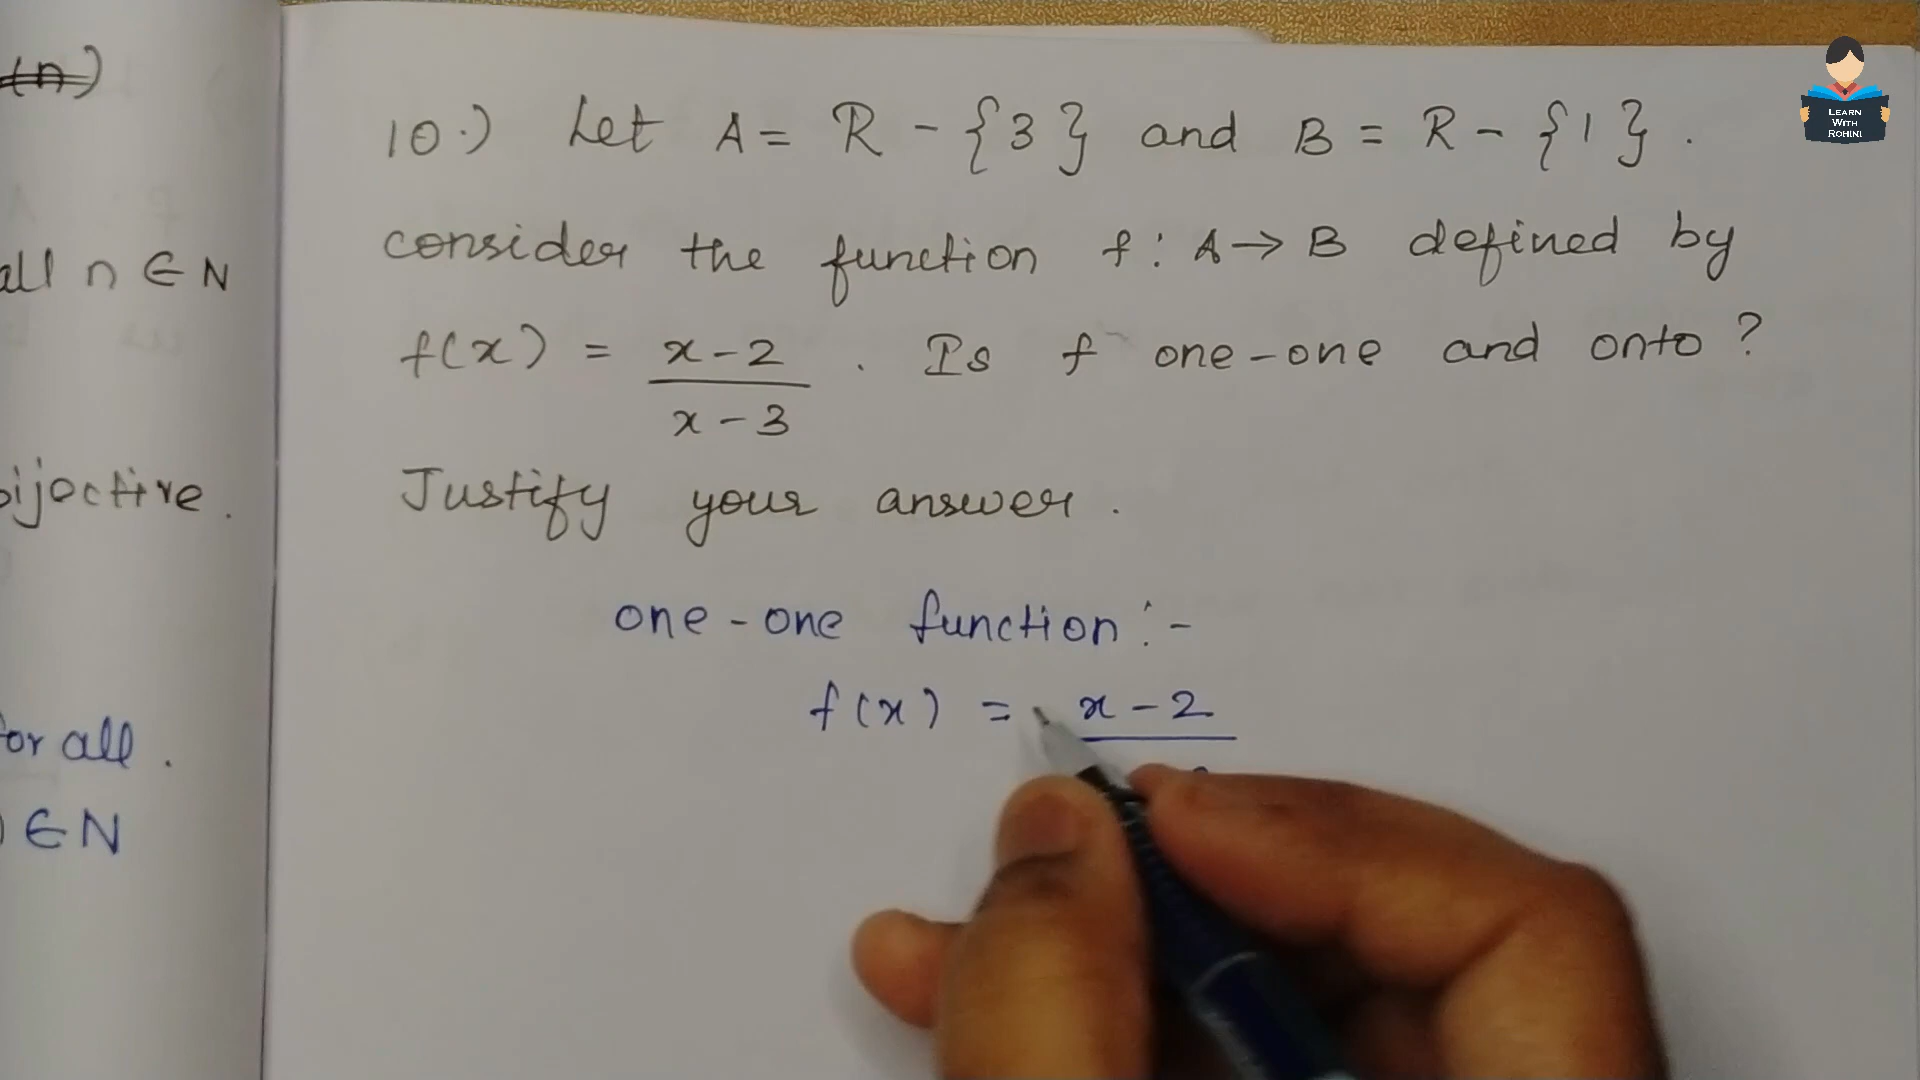 (n)
all n ∈ N
bijective.
for all.
∈ N
10.) Let A = R - {3} and B = R - {1}.
consider the function f : A → B defined by
f(x) = x - 2 . Is f one-one and onto ?
x - 3
Justify your answer.
one-one function :-
f(x) = x - 2
LEARN
WITH
ROHINI